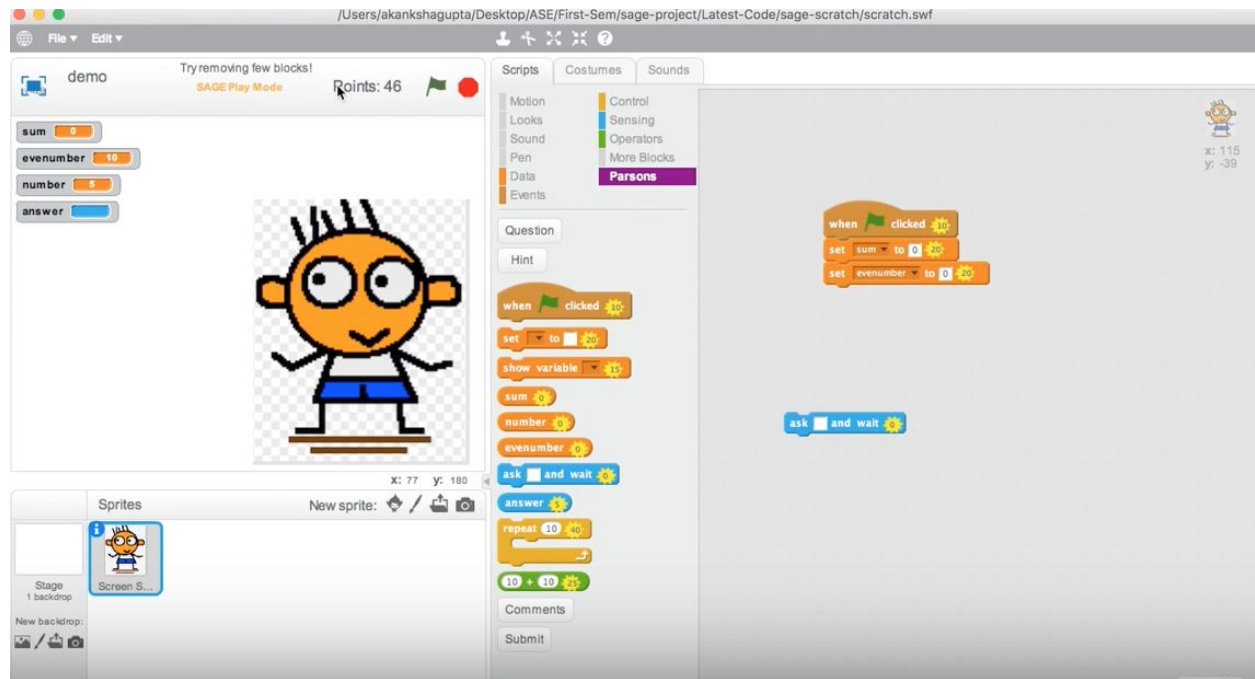 /Users/akankshagupta/Desktop/ASE/First-Sem/sage-project/Latest-Code/sage-scratch/scratch.swf
File Edit
demo
Try removing few blocks!
SAGE Play Mode
Points: 46
sum 0
evenumber 10
number 5
answer
x: 77 y: 180
Sprites
New sprite:
Stage
1 backdrop
New backdrop:
Screen S...
Scripts Costumes Sounds
Motion Control
Looks Sensing
Sound Operators
Pen More Blocks
Data Parsons
Events
Question
Hint
when clicked 10
set to 20
show variable 15
sum 0
number 0
evenumber 0
ask and wait 0
answer 5
repeat 10 40
10 + 10 25
Comments
Submit
when clicked 10
set sum to 0 20
set evenumber to 0 20
ask and wait 0
x: 115
y: -39